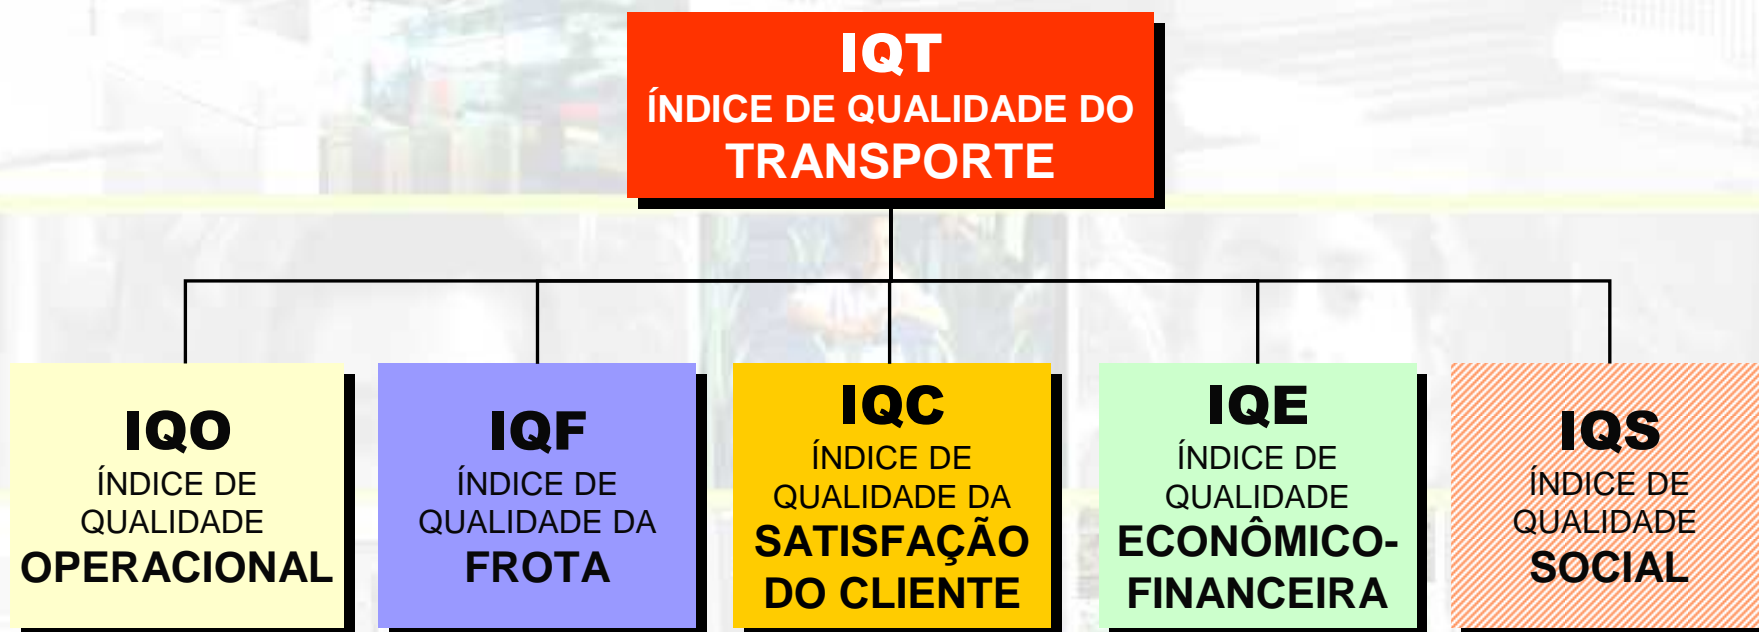 IQT
ÍNDICE DE QUALIDADE DO
TRANSPORTE
IQO
ÍNDICE DE
QUALIDADE
OPERACIONAL
IQF
ÍNDICE DE
QUALIDADE DA
FROTA
IQC
ÍNDICE DE
QUALIDADE DA
SATISFAÇÃO
DO CLIENTE
IQE
ÍNDICE DE
QUALIDADE
ECONÔMICO-
FINANCEIRA
IQS
ÍNDICE DE
QUALIDADE
SOCIAL